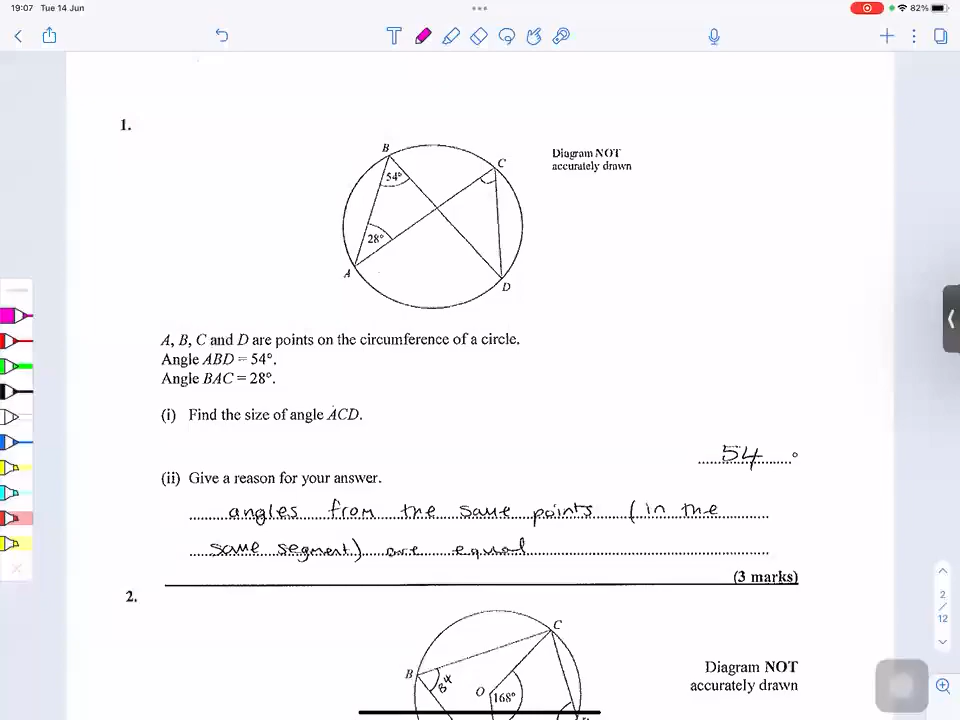 19:07 Tue 14 Jun
82%
1.
B
C
54°
28°
A
D
Diagram NOT
accurately drawn
A, B, C and D are points on the circumference of a circle.
Angle ABD = 54°.
Angle BAC = 28°.
(i) Find the size of angle ACD.
54 °
(ii) Give a reason for your answer.
angles from the same points (in the
same segment) are equal
(3 marks)
2.
C
B
84
O
168°
Diagram NOT
accurately drawn
2
/
12